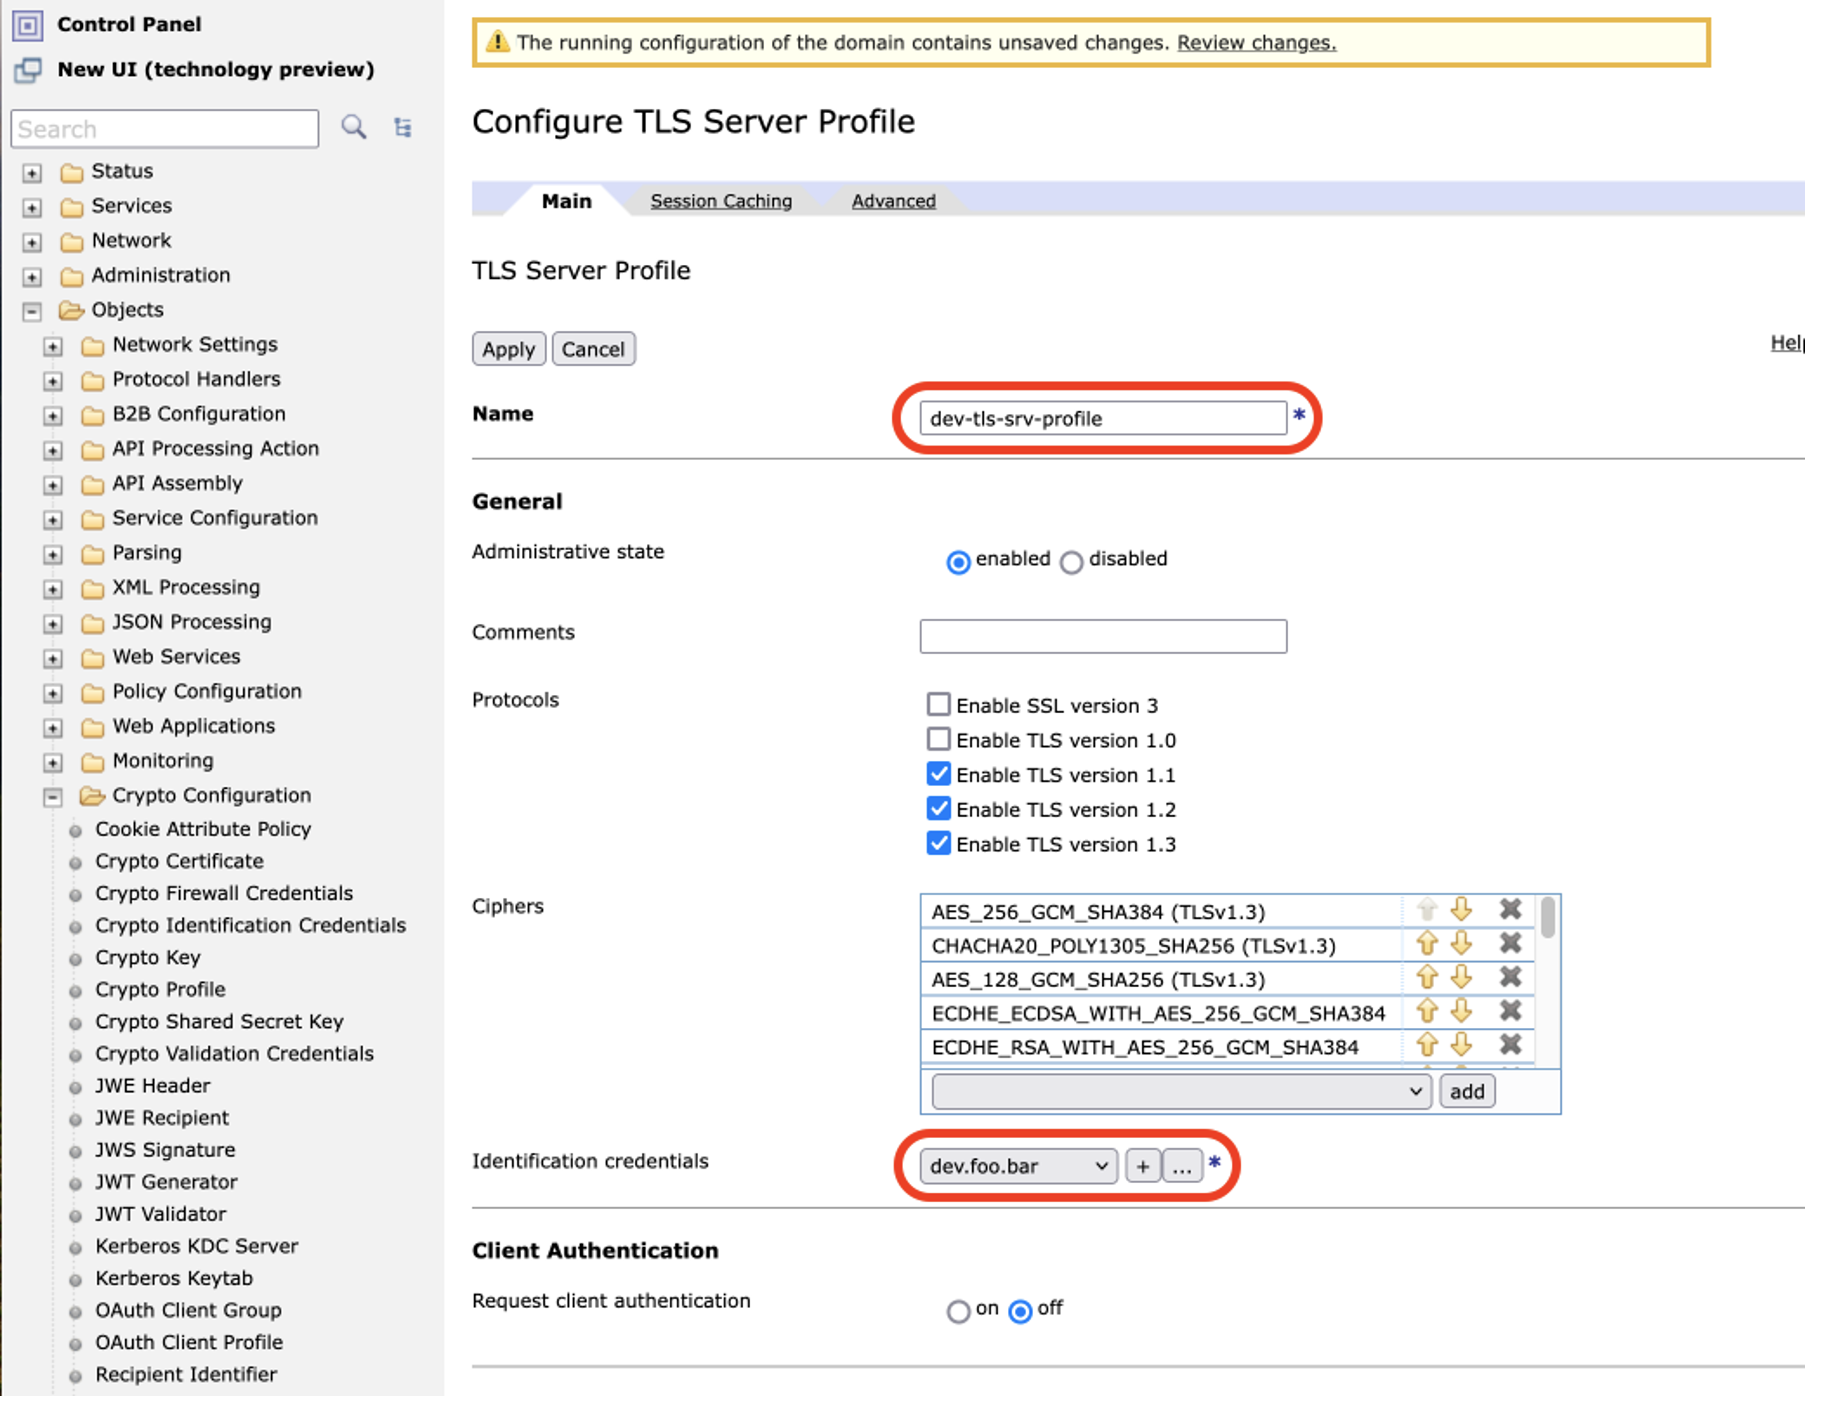 Control Panel
New UI (technology preview)
Search
Status
Services
Network
Administration
Objects
Network Settings
Protocol Handlers
B2B Configuration
API Processing Action
API Assembly
Service Configuration
Parsing
XML Processing
JSON Processing
Web Services
Policy Configuration
Web Applications
Monitoring
Crypto Configuration
Cookie Attribute Policy
Crypto Certificate
Crypto Firewall Credentials
Crypto Identification Credentials
Crypto Key
Crypto Profile
Crypto Shared Secret Key
Crypto Validation Credentials
JWE Header
JWE Recipient
JWS Signature
JWT Generator
JWT Validator
Kerberos KDC Server
Kerberos Keytab
OAuth Client Group
OAuth Client Profile
Recipient Identifier
The running configuration of the domain contains unsaved changes. Review changes.
Configure TLS Server Profile
Main Session Caching Advanced
TLS Server Profile
Apply Cancel
Help
Name dev-tls-srv-profile *
General
Administrative state enabled disabled
Comments
Protocols Enable SSL version 3
Enable TLS version 1.0
Enable TLS version 1.1
Enable TLS version 1.2
Enable TLS version 1.3
Ciphers AES_256_GCM_SHA384 (TLSv1.3)
CHACHA20_POLY1305_SHA256 (TLSv1.3)
AES_128_GCM_SHA256 (TLSv1.3)
ECDHE_ECDSA_WITH_AES_256_GCM_SHA384
ECDHE_RSA_WITH_AES_256_GCM_SHA384
add
Identification credentials dev.foo.bar + ... *
Client Authentication
Request client authentication on off